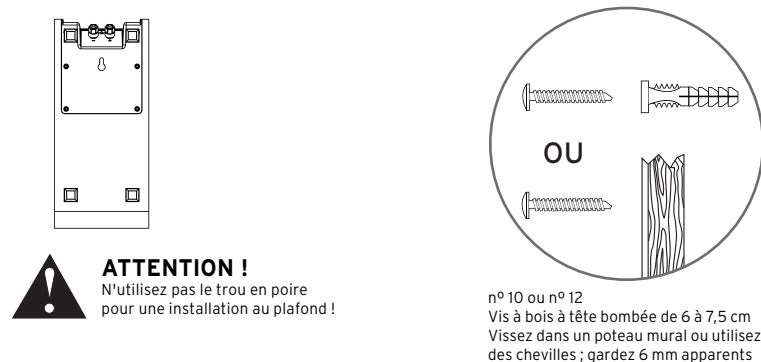 OU
ATTENTION !
N'utilisez pas le trou en poire
pour une installation au plafond !
nº 10 ou nº 12
Vis à bois à tête bombée de 6 à 7,5 cm
Vissez dans un poteau mural ou utilisez
des chevilles ; gardez 6 mm apparents